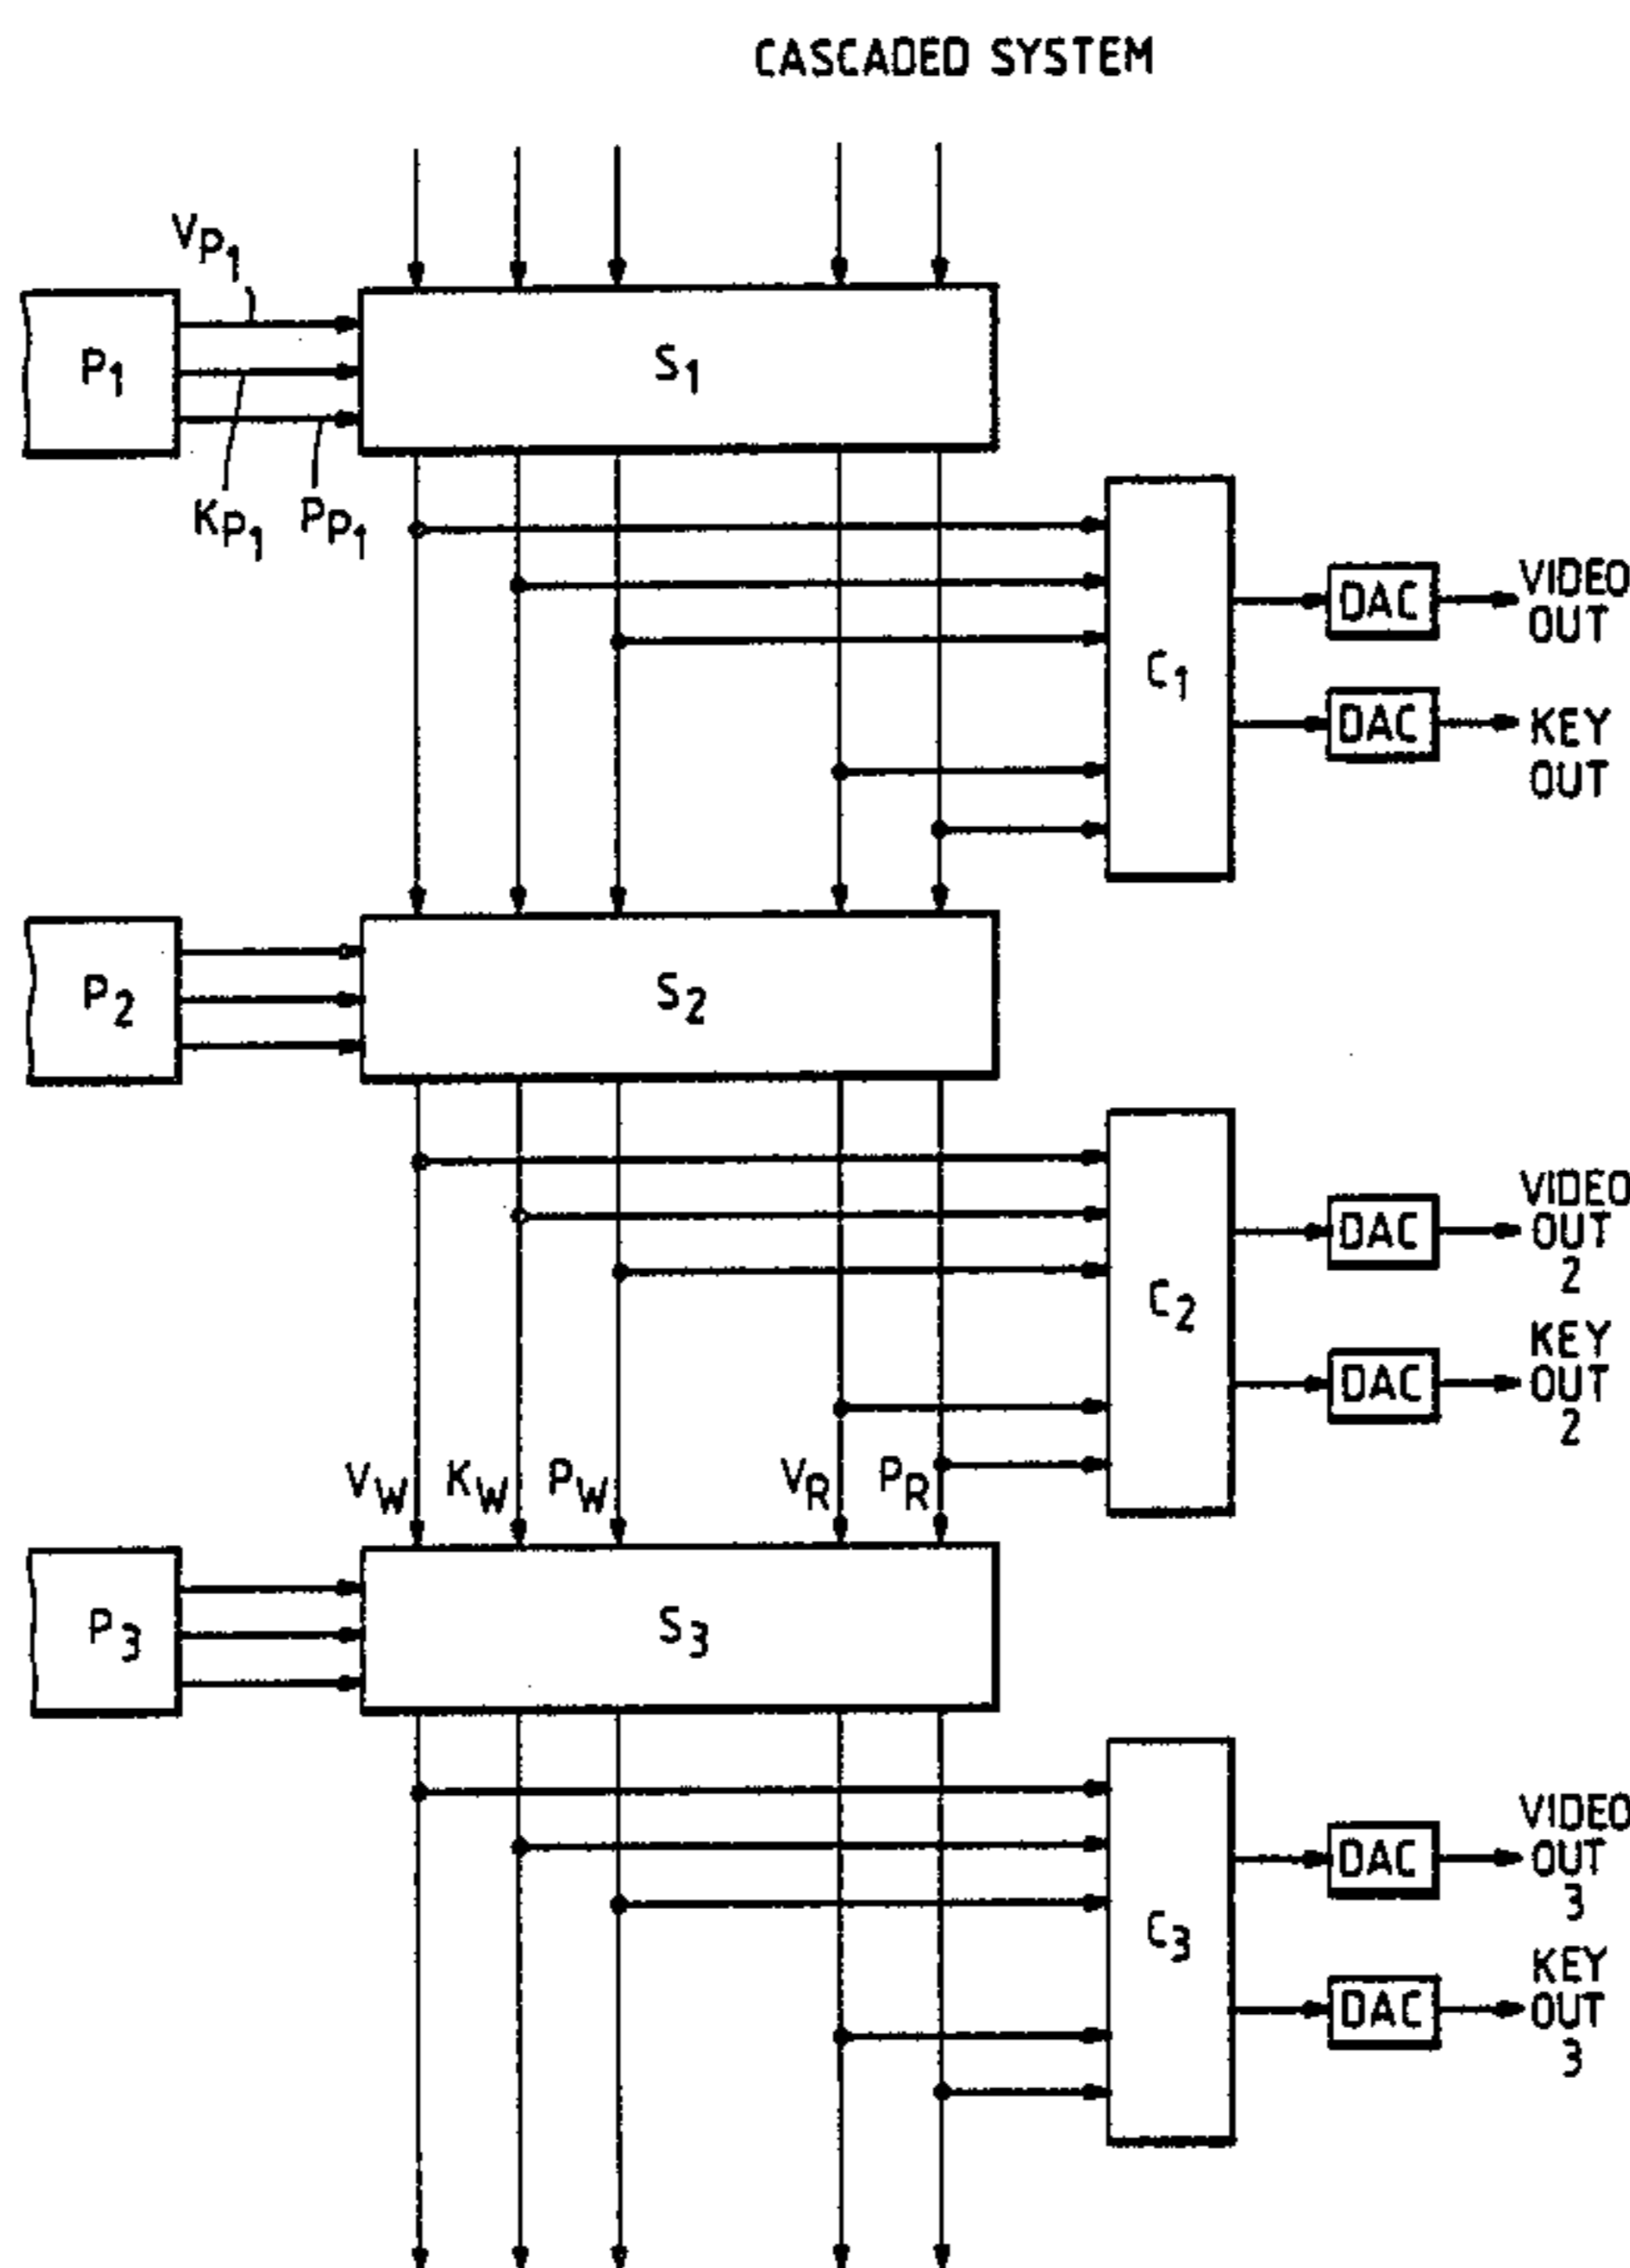 CASCADED SYSTEM
VP1
P1
S1
KP1
PP1
C1
DAC
VIDEO
OUT
DAC
KEY
OUT
P2
S2
C2
DAC
VIDEO
OUT
2
DAC
KEY
OUT
2
VW
KW
PW
VR
PR
P3
S3
C3
DAC
VIDEO
OUT
3
DAC
KEY
OUT
3